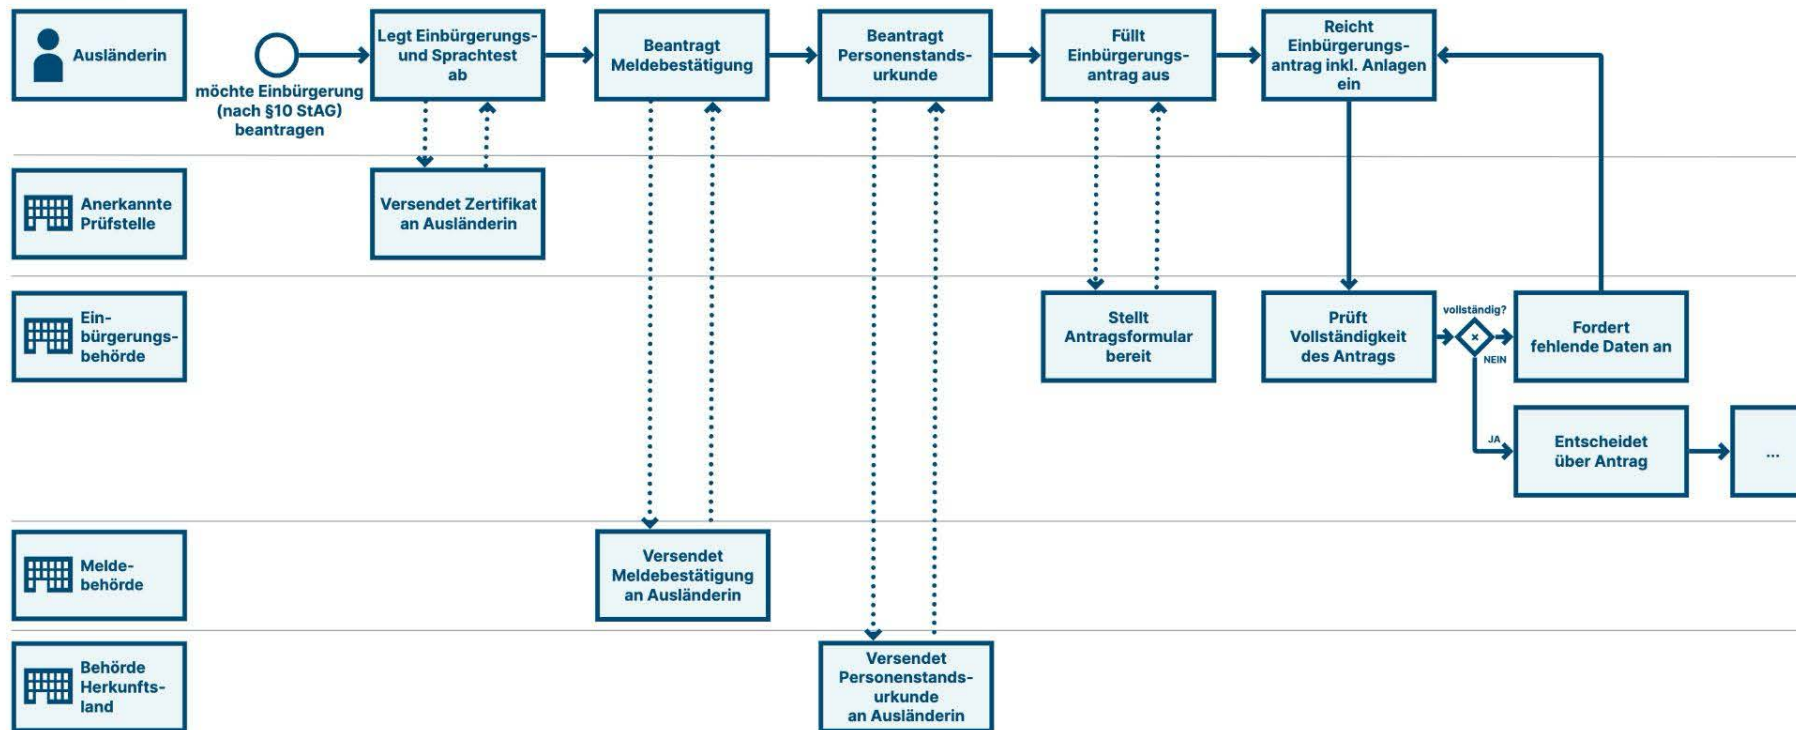 Ausländerin
möchte Einbürgerung
(nach §10 StAG)
beantragen
Legt Einbürgerungs-
und Sprachtest
ab
Beantragt
Meldebestätigung
Beantragt
Personenstands-
urkunde
Füllt
Einbürgerungs-
antrag aus
Reicht
Einbürgerungs-
antrag inkl. Anlagen
ein
Anerkannte
Prüfstelle
Versendet Zertifikat
an Ausländerin
Ein-
bürgerungs-
behörde
Stellt
Antragsformular
bereit
Prüft
Vollständigkeit
des Antrags
vollständig?
×
NEIN
Fordert
fehlende Daten an
JA
Entscheidet
über Antrag
...
Melde-
behörde
Versendet
Meldebestätigung
an Ausländerin
Behörde
Herkunfts-
land
Versendet
Personenstands-
urkunde
an Ausländerin